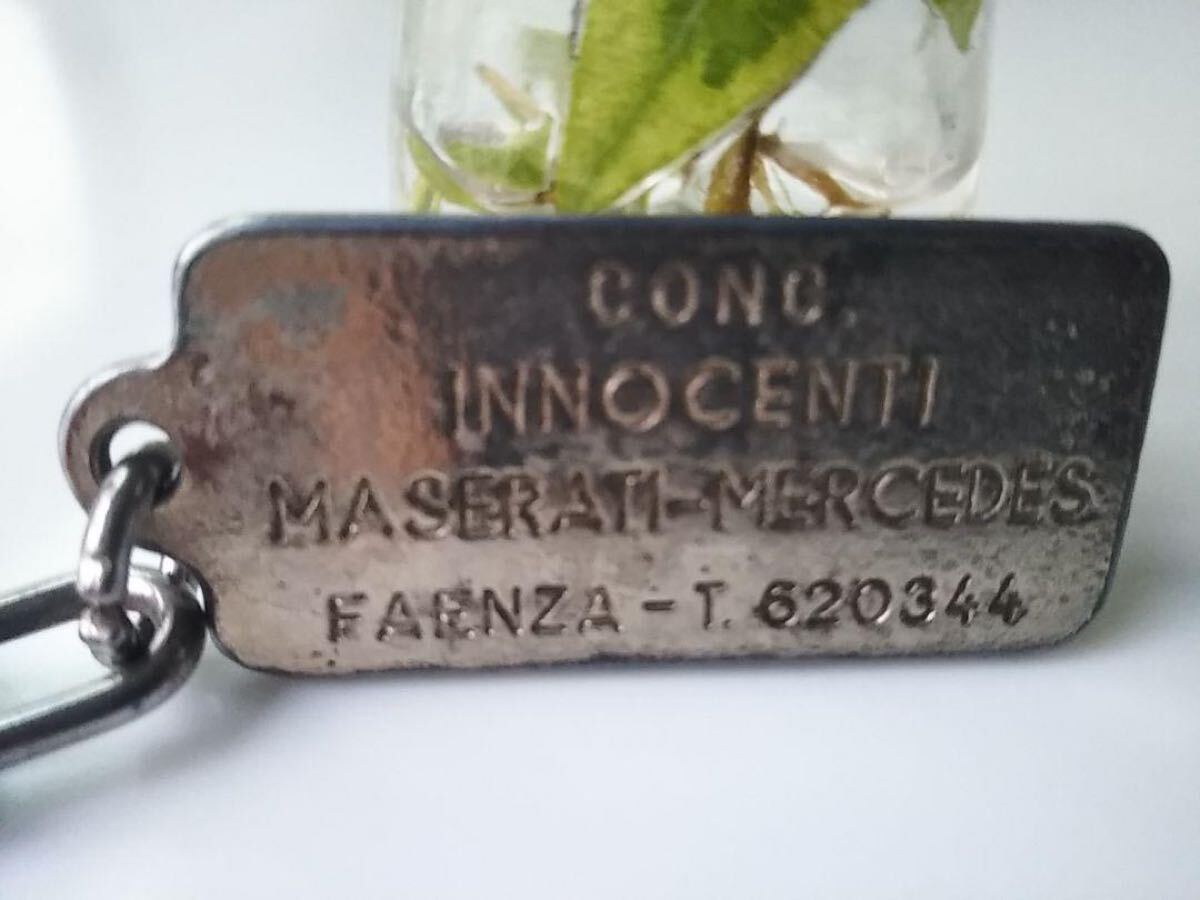 CONC.
INNOCENTI
MASERATI-MERCEDES
FAENZA - T. 620344